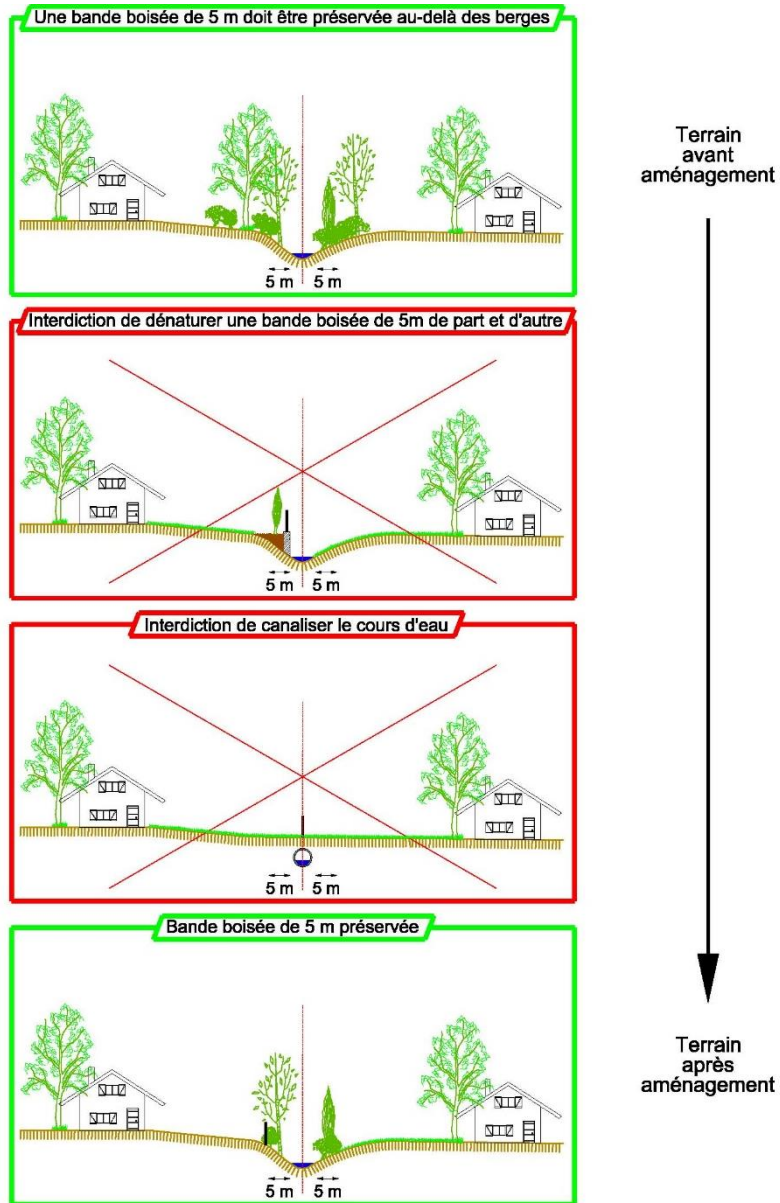 Une bande boisée de 5 m doit être préservée au-delà des berges
5 m 5 m
Terrain
avant
aménagement
Interdiction de dénaturer une bande boisée de 5m de part et d'autre
5 m 5 m
Interdiction de canaliser le cours d'eau
5 m 5 m
Bande boisée de 5 m préservée
5 m 5 m
Terrain
après
aménagement